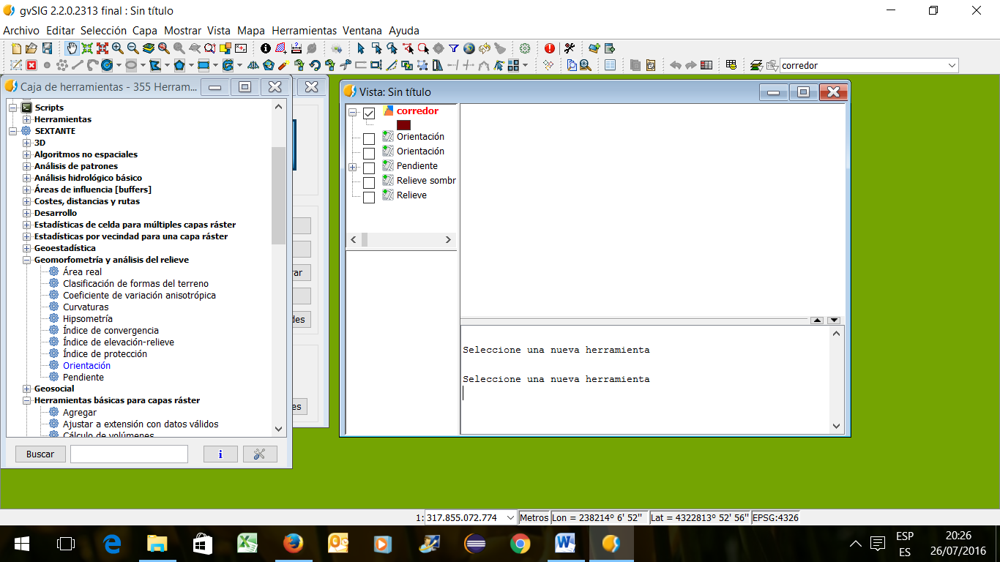 gvSIG 2.2.0.2313 final : Sin título
Archivo Editar Selección Capa Mostrar Vista Mapa Herramientas Ventana Ayuda
corredor
Caja de herramientas - 355 Herram...
Scripts
Herramientas
SEXTANTE
3D
Algoritmos no espaciales
Análisis de patrones
Análisis hidrológico básico
Áreas de influencia [buffers]
Costes, distancias y rutas
Desarrollo
Estadísticas de celda para múltiples capas ráster
Estadísticas por vecindad para una capa ráster
Geoestadística
Geomorfometría y análisis del relieve
Área real
Clasificación de formas del terreno
Coeficiente de variación anisotrópica
Curvaturas
Hipsometría
Índice de convergencia
Índice de elevación-relieve
Índice de protección
Orientación
Pendiente
Geosocial
Herramientas básicas para capas ráster
Agregar
Ajustar a extensión con datos válidos
Cálculo de volúmenes
Buscar
i
rar
des
es
Vista: Sin título
corredor
Orientación
Orientación
Pendiente
Relieve sombr
Relieve
Seleccione una nueva herramienta
Seleccione una nueva herramienta
1: 317.855.072.774 Metros Lon = 238214º 6' 52'' Lat = 4322813º 52' 56'' EPSG:4326
ESP
ES
20:26
26/07/2016